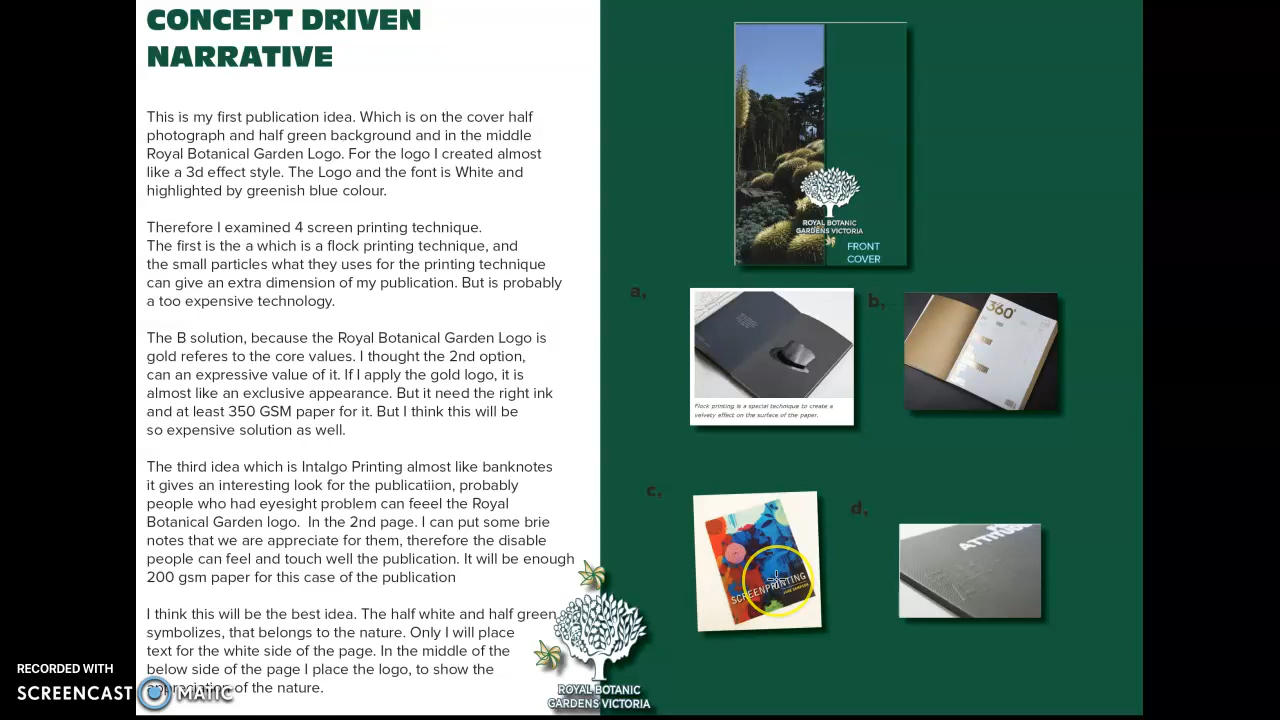 CONCEPT DRIVEN
NARRATIVE
This is my first publication idea. Which is on the cover half
photograph and half green background and in the middle
Royal Botanical Garden Logo. For the logo I created almost
like a 3d effect style. The Logo and the font is White and
highlighted by greenish blue colour.
Therefore I examined 4 screen printing technique.
The first is the a which is a flock printing technique, and
the small particles what they uses for the printing technique
can give an extra dimension of my publication. But is probably
a too expensive technology.
The B solution, because the Royal Botanical Garden Logo is
gold referes to the core values. I thought the 2nd option,
can an expressive value of it. If I apply the gold logo, it is
almost like an exclusive appearance. But it need the right ink
and at least 350 GSM paper for it. But I think this will be
so expensive solution as well.
The third idea which is Intalgo Printing almost like banknotes
it gives an interesting look for the publicatiion, probably
people who had eyesight problem can feeel the Royal
Botanical Garden logo. In the 2nd page. I can put some brie
notes that we are appreciate for them, therefore the disable
people can feel and touch well the publication. It will be enough
200 gsm paper for this case of the publication
I think this will be the best idea. The half white and half green
symbolizes, that belongs to the nature. Only I will place
text for the white side of the page. In the middle of the
below side of the page I place the logo, to show the
of the nature.
ROYAL BOTANIC
GARDENS VICTORIA
ROYAL BOTANIC
GARDENS VICTORIA
FRONT
COVER
a,
Flock printing is a special technique to create a
velvety effect on the surface of the paper.
b,
360°
c,
SCREENPRINTING
d,
RECORDED WITH
SCREENCAST MATIC